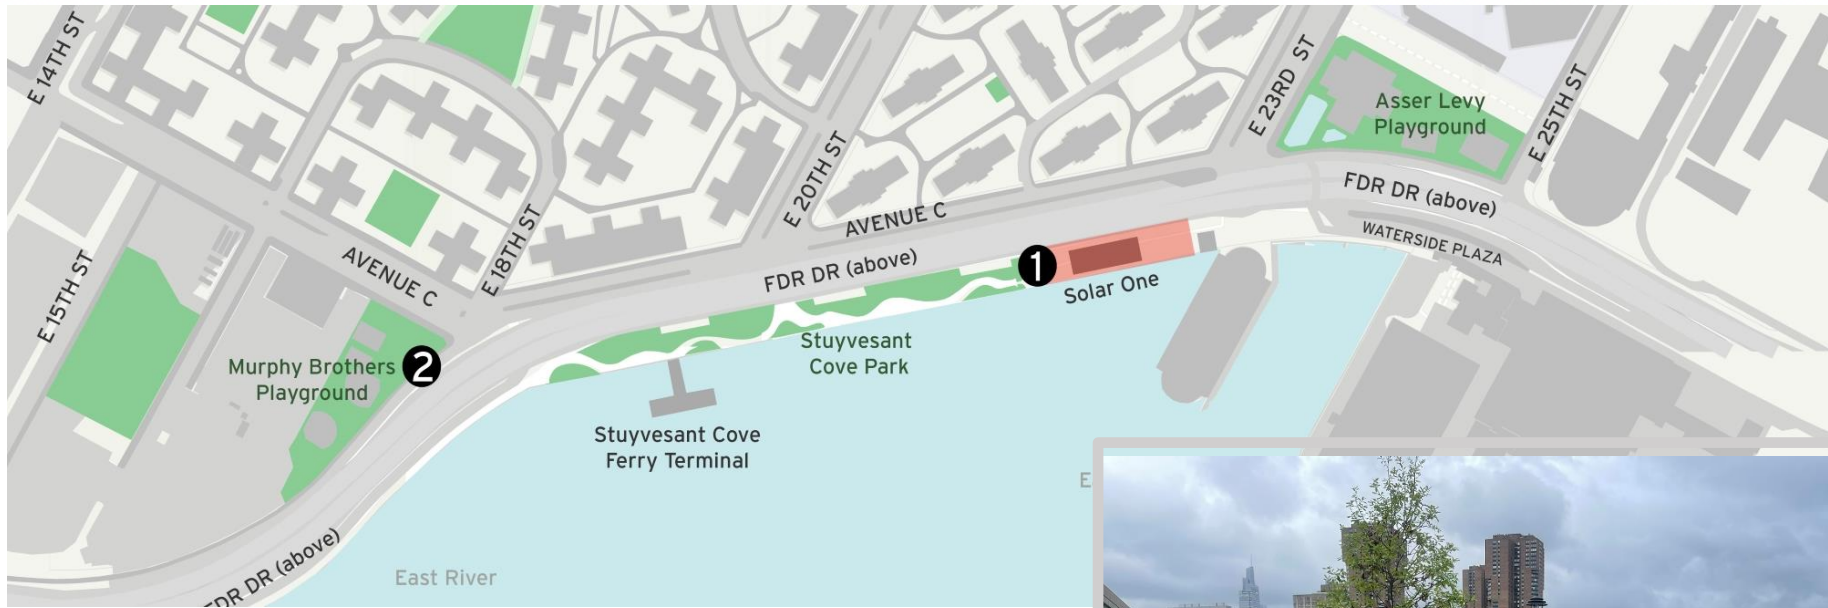 E 14TH ST
E 23RD ST
Asser Levy
Playground
E 25TH ST
E 20TH ST
FDR DR (above)
AVENUE C
E 18TH ST
WATERSIDE PLAZA
AVENUE C
FDR DR (above)
1
Solar One
E 15TH ST
Stuyvesant
Cove Park
Murphy Brothers
Playground
2
Stuyvesant Cove
Ferry Terminal
FDR DR (above)
East River